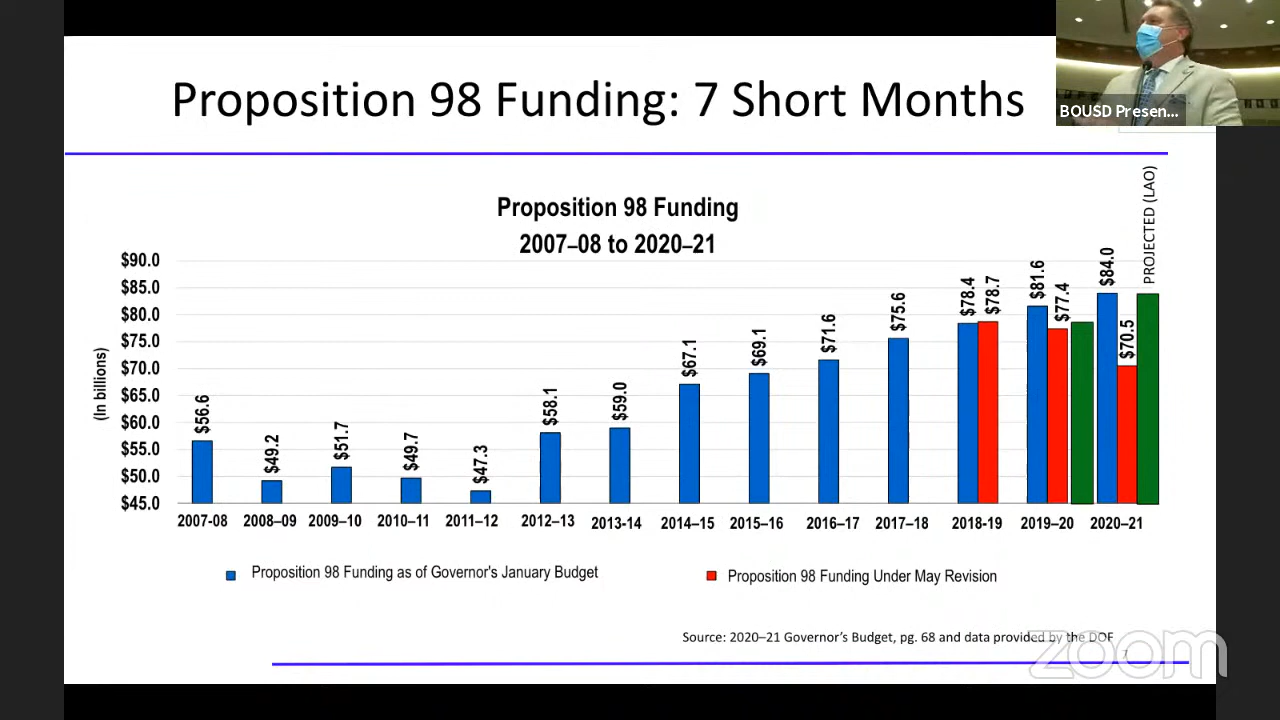 Proposition 98 Funding: 7 Short Months
BOUSD Presen...
Proposition 98 Funding
2007–08 to 2020–21
PROJECTED (LAO)
(In billions)
$90.0
$85.0
$80.0
$75.0
$70.0
$65.0
$60.0
$55.0
$50.0
$45.0
$56.6
$49.2
$51.7
$49.7
$47.3
$58.1
$59.0
$67.1
$69.1
$71.6
$75.6
$78.4
$78.7
$81.6
$77.4
$84.0
$70.5
2007-08 2008–09 2009–10 2010–11 2011–12 2012–13 2013-14 2014–15 2015–16 2016–17 2017–18 2018-19 2019–20 2020–21
Proposition 98 Funding as of Governor's January Budget
Proposition 98 Funding Under May Revision
Source: 2020–21 Governor’s Budget, pg. 68 and data provided by the DOF
7
zoom